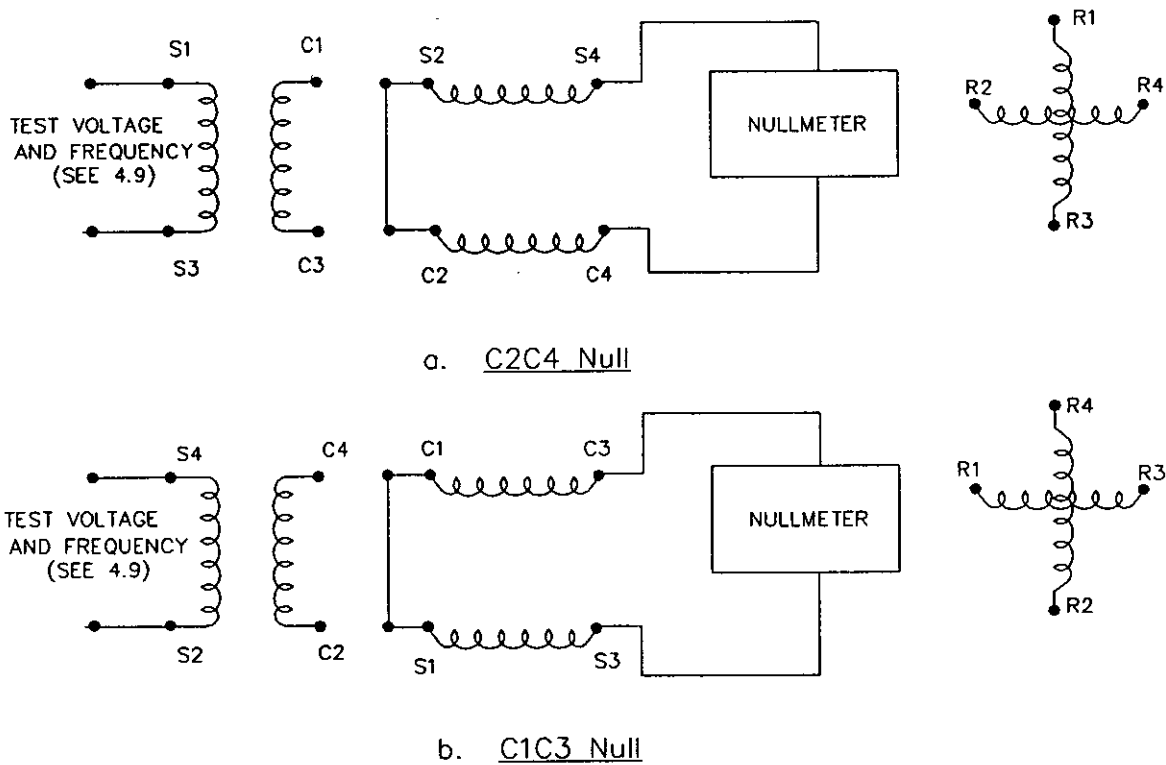 S1
C1
S2
S4
R1
R2
R4
TEST VOLTAGE
AND FREQUENCY
(SEE 4.9)
NULLMETER
S3
C3
C2
C4
R3
a. C2C4 Null
S4
C4
C1
C3
R4
R1
R3
TEST VOLTAGE
AND FREQUENCY
(SEE 4.9)
NULLMETER
S2
C2
S1
S3
R2
b. C1C3 Null